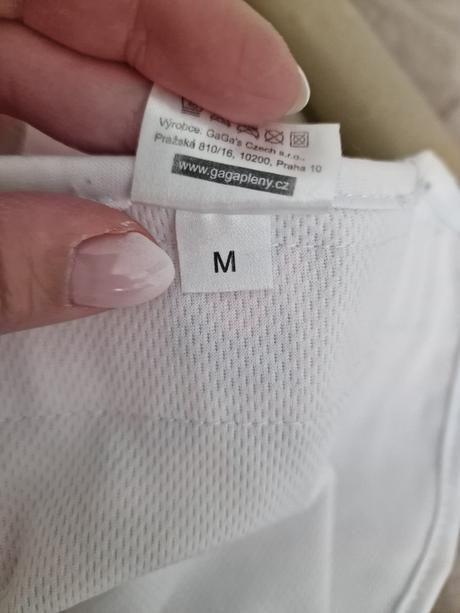 Výrobce: GaGa's Czech s.r.o.,
Pražská 810/16, 10200, Praha 10
www.gagapleny.cz
M